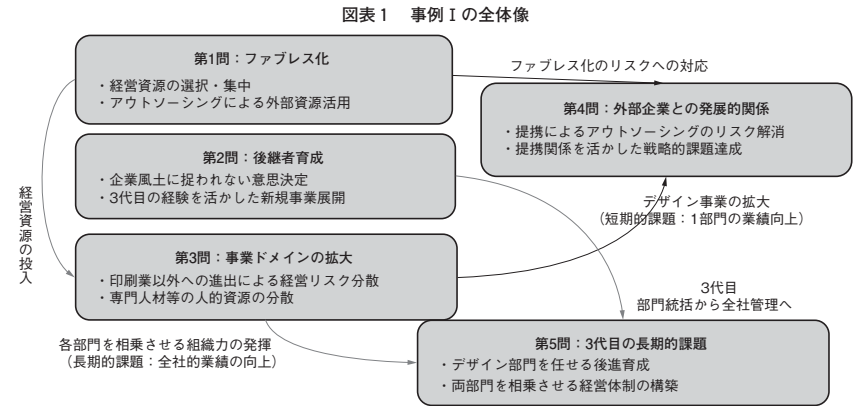 図表1　事例Ⅰの全体像
第1問：ファブレス化
・経営資源の選択・集中
・アウトソーシングによる外部資源活用
ファブレス化のリスクへの対応
第4問：外部企業との発展的関係
・提携によるアウトソーシングのリスク解消
・提携関係を活かした戦略的課題達成
第2問：後継者育成
・企業風土に捉われない意思決定
・3代目の経験を活かした新規事業展開
経営資源の投入
デザイン事業の拡大
（短期的課題：1部門の業績向上）
第3問：事業ドメインの拡大
・印刷業以外への進出による経営リスク分散
・専門人材等の人的資源の分散
3代目
部門統括から全社管理へ
各部門を相乗させる組織力の発揮
（長期的課題：全社的業績の向上）
第5問：3代目の長期的課題
・デザイン部門を任せる後進育成
・両部門を相乗させる経営体制の構築